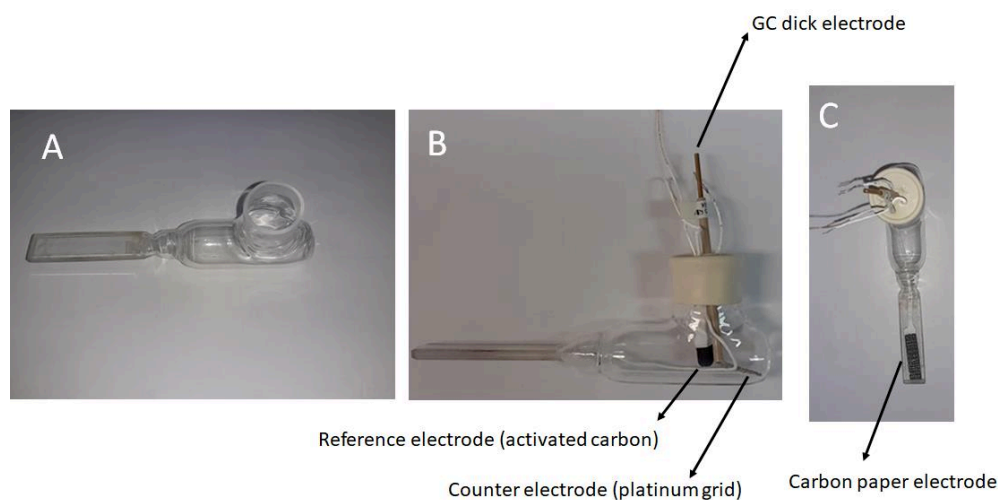 GC dick electrode
A
B
C
Reference electrode (activated carbon)
Counter electrode (platinum grid)
Carbon paper electrode